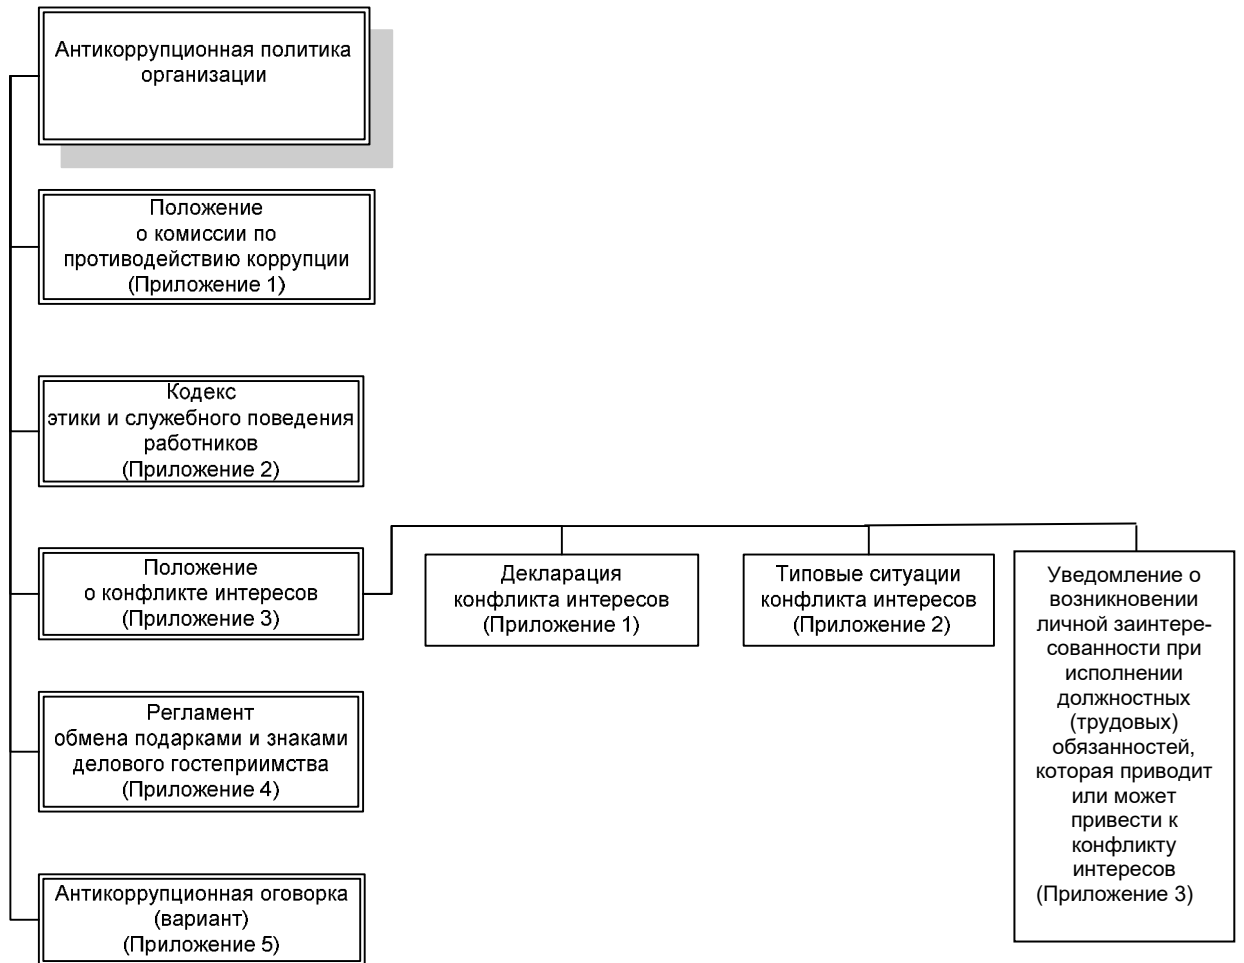 Антикоррупционная политика
организации
Положение
о комиссии по
противодействию коррупции
(Приложение 1)
Кодекс
этики и служебного поведения
работников
(Приложение 2)
Положение
о конфликте интересов
(Приложение 3)
Декларация
конфликта интересов
(Приложение 1)
Типовые ситуации
конфликта интересов
(Приложение 2)
Уведомление о
возникновении
личной заинтере-
сованности при
исполнении
должностных
(трудовых)
обязанностей,
которая приводит
или может
привести к
конфликту
интересов
(Приложение 3)
Регламент
обмена подарками и знаками
делового гостеприимства
(Приложение 4)
Антикоррупционная оговорка
(вариант)
(Приложение 5)